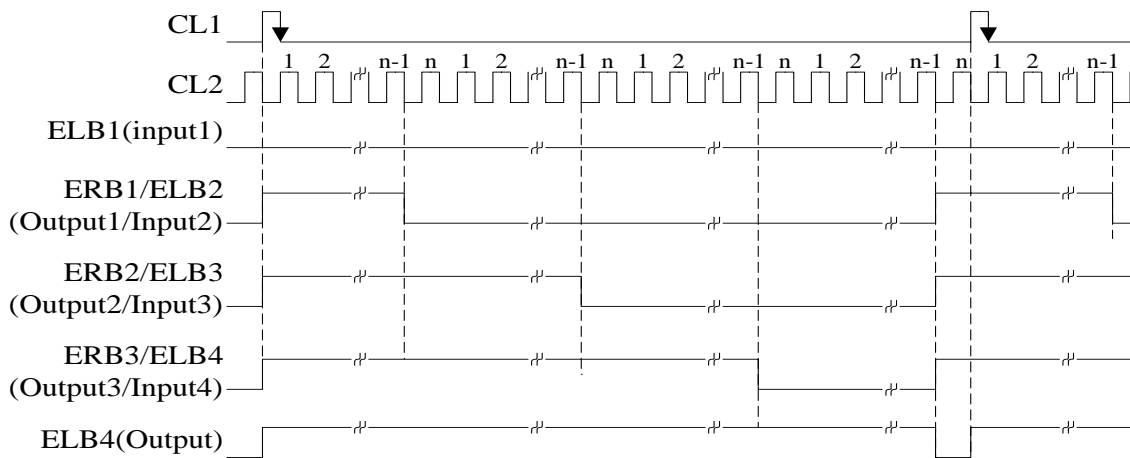 CL1
1 2 n-1 n 1 2 n-1 n 1 2 n-1 n 1 2 n-1 n 1 2 n-1
CL2
ELB1(input1)
ERB1/ELB2
(Output1/Input2)
ERB2/ELB3
(Output2/Input3)
ERB3/ELB4
(Output3/Input4)
ELB4(Output)